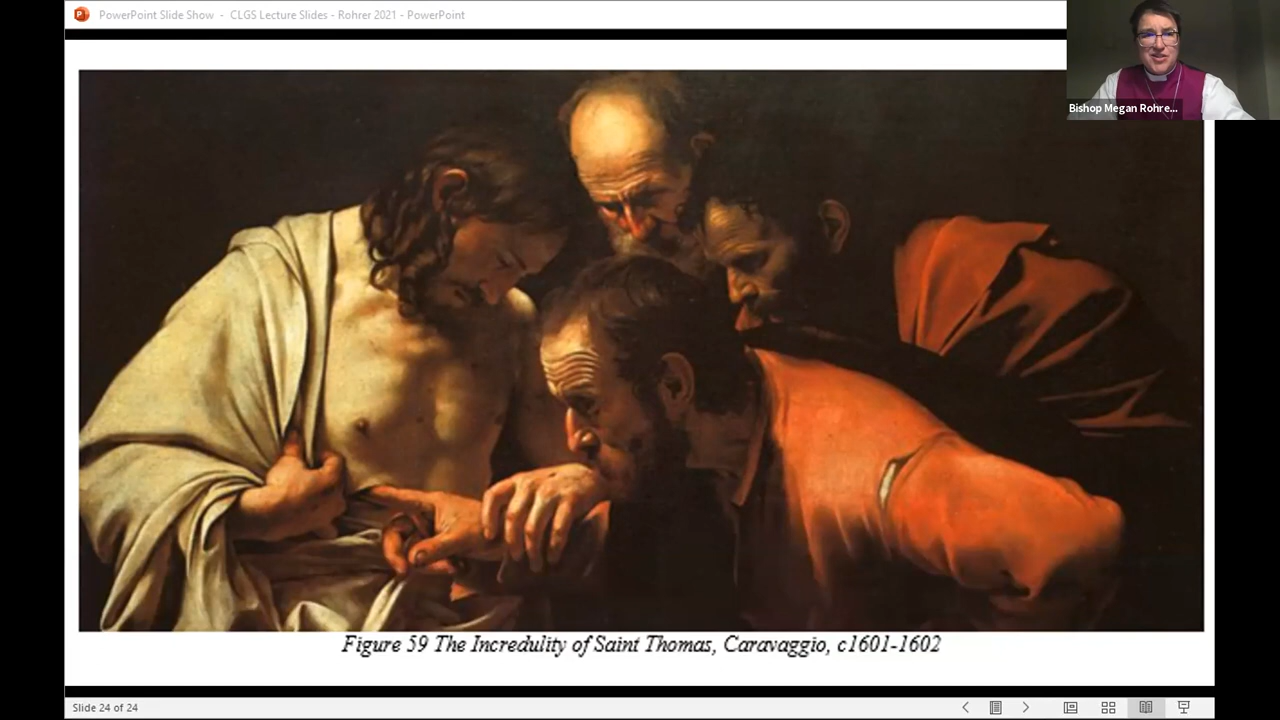 PowerPoint Slide Show - CLGS Lecture Slides - Rohrer 2021 - PowerPoint
Bishop Megan Rohre...
Figure 59 The Incredulity of Saint Thomas, Caravaggio, c1601-1602
Slide 24 of 24